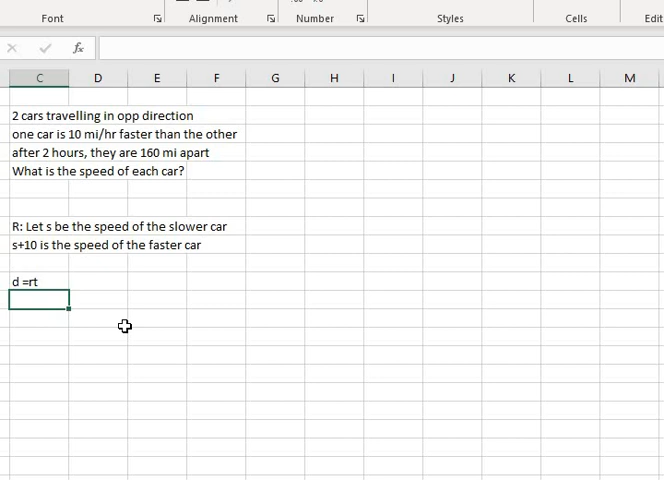 Font
Alignment
Number
Styles
Cells
fx
C D E F G H I J K L M
2 cars travelling in opp direction
one car is 10 mi/hr faster than the other
after 2 hours, they are 160 mi apart
What is the speed of each car?
R: Let s be the speed of the slower car
s+10 is the speed of the faster car
d =rt